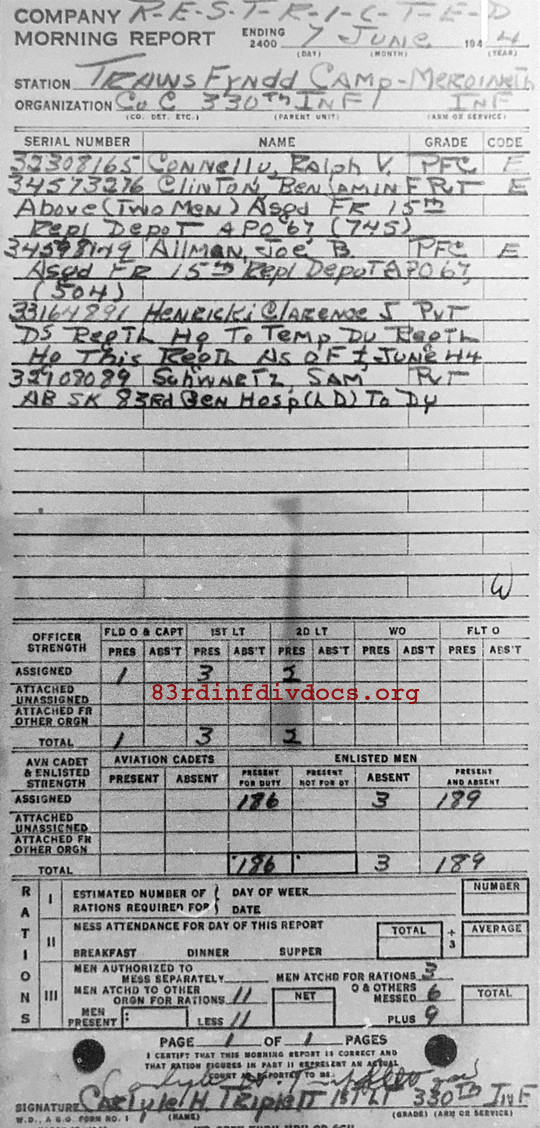 COMPANY R-E-S-T-R-I-C-T-E-D
MORNING REPORT ENDING 2400 7 June 1944
(DAY) (MONTH) (YEAR)
STATION TRAWSFYNDD CAMP-MEROINETH
ORGANIZATION Co C 330TH INF INF
(CO. DET. ETC.) (PARENT UNIT) (ARM OR SERVICE)
SERIAL NUMBER NAME GRADE CODE
32308165 Connelly, Ralph V. PFC E
34573276 Clinton, Benjamin F PVT E
Above (Two Men) Asgd FR 15th
Repl Depot APO 67 (745)
34598149 Allman, Joe B. PFC E
Asgd FR 15th Repl Depot APO 67
(504)
33164891 Henricki Clarence J PVT
DS Regtl Hq To Temp Du Regtl
Hq This Regtl As OF 1 June 44
32908089 Schwartz, SAM PVT
AB SK 83Rd Gen Hosp (LD) To Dy
W
OFFICER STRENGTH FLD O & CAPT 1ST LT 2D LT WO FLT O
PRES ABS'T PRES ABS'T PRES ABS'T PRES ABS'T PRES ABS'T
ASSIGNED 1 3 2
ATTACHED UNASSIGNED
83rdinfdivdocs.org
ATTACHED FR OTHER ORGN
TOTAL 1 3 2
AVN CADET & ENLISTED STRENGTH AVIATION CADETS ENLISTED MEN
PRESENT ABSENT PRESENT FOR DUTY PRESENT NOT FOR DY ABSENT PRESENT AND ABSENT
ASSIGNED 186 3 189
ATTACHED UNASSIGNED
ATTACHED FR OTHER ORGN
TOTAL 186 3 189
RATIONS
I ESTIMATED NUMBER OF RATIONS REQUIRED FOR { DAY OF WEEK DATE NUMBER
II MESS ATTENDANCE FOR DAY OF THIS REPORT TOTAL ÷ 3 AVERAGE
BREAKFAST DINNER SUPPER
III MEN AUTHORIZED TO MESS SEPARATELY MEN ATCHD FOR RATIONS 3
MEN ATCHD TO OTHER ORGN FOR RATIONS 11 NET O & OTHERS MESSED 6 TOTAL
MEN PRESENT : LESS 11 PLUS 9
PAGE 1 OF 1 PAGES
I CERTIFY THAT THIS MORNING REPORT IS CORRECT AND
THAT RATION FIGURES IN PART II REPRESENT AN ACTUAL
COUNT AS REPORTED TO ME.
SIGNATURE Carlyle H Triplett 1st Lt 330TH INF
W.D., A.G.O. FORM NO. 1 (NAME) (GRADE) (ARM OR SERVICE)